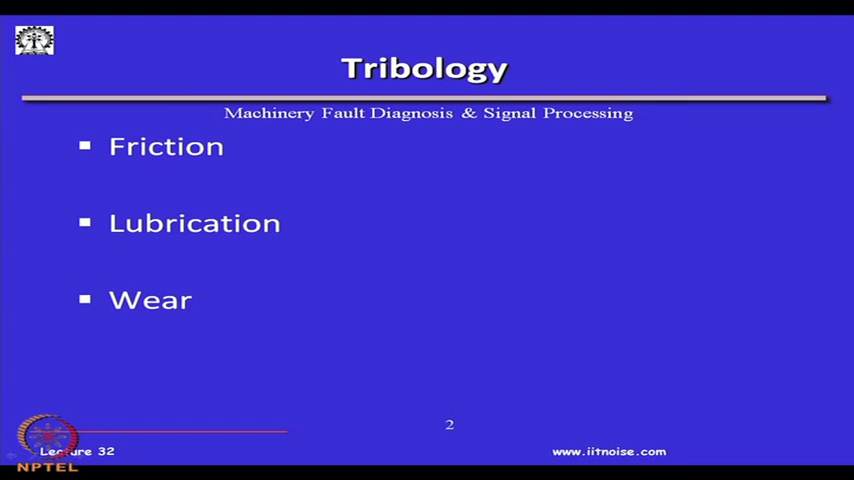 Tribology
Machinery Fault Diagnosis & Signal Processing
Friction
Lubrication
Wear
2
Lecture 32
www.iitnoise.com
NPTEL